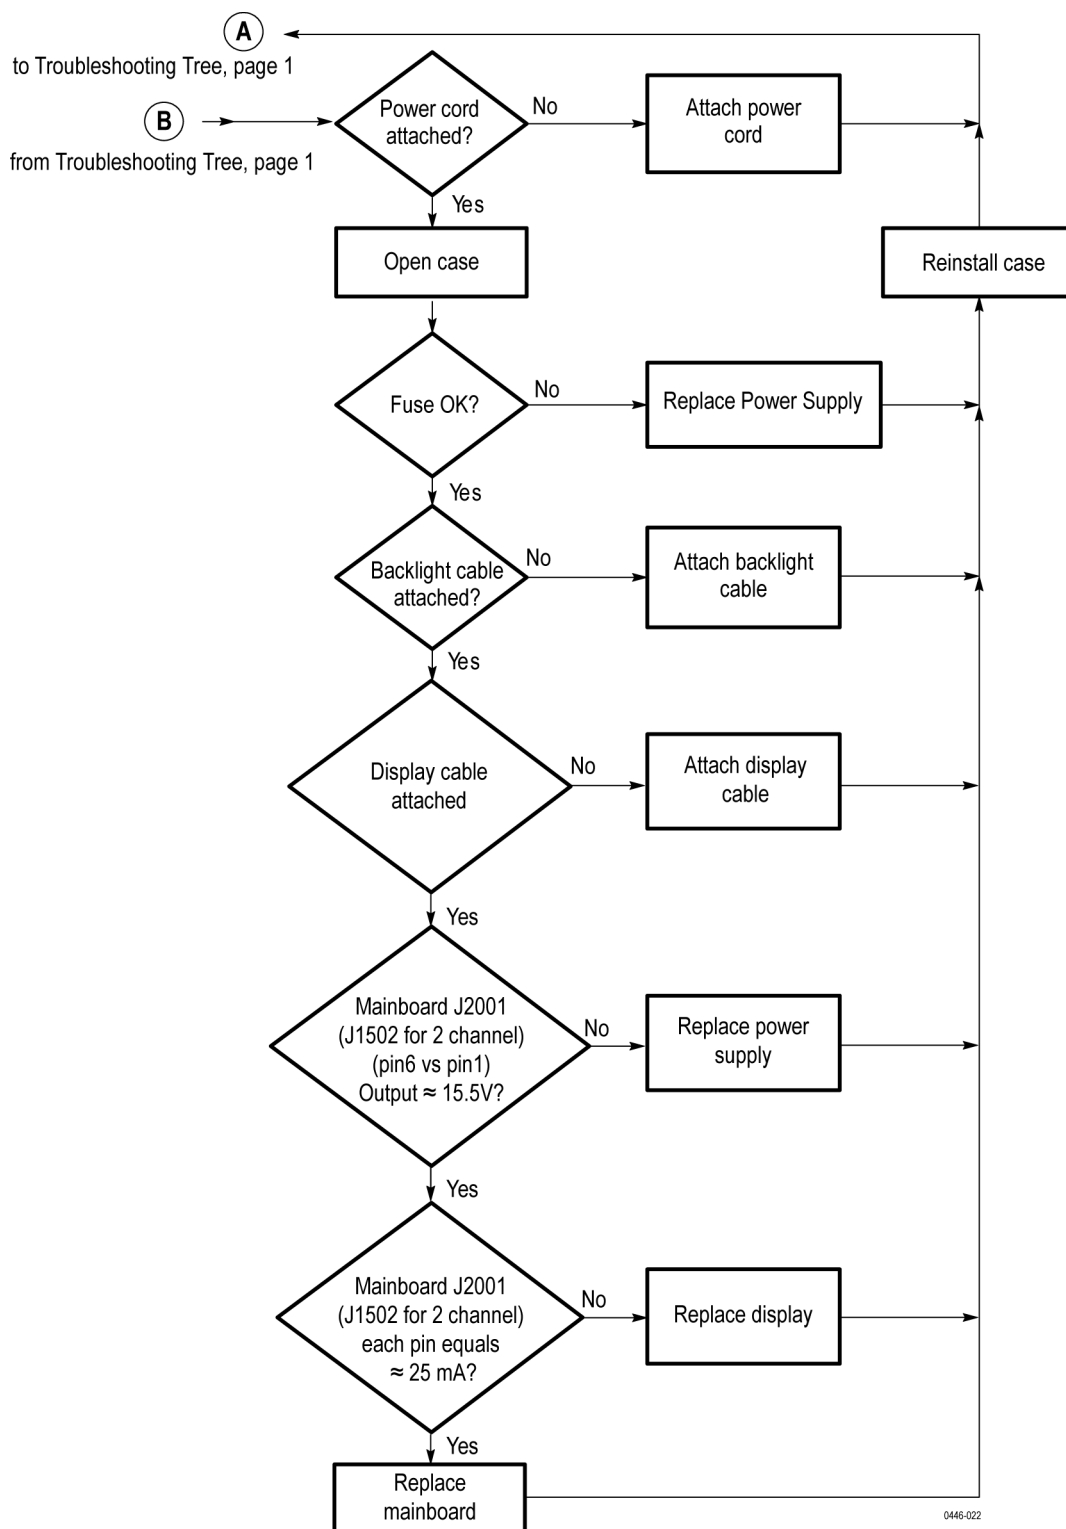 A
to Troubleshooting Tree, page 1
B
from Troubleshooting Tree, page 1
Power cord
attached?
No
Attach power
cord
Yes
Open case
Reinstall case
Fuse OK?
No
Replace Power Supply
Yes
Backlight cable
attached?
No
Attach backlight
cable
Yes
Display cable
attached
No
Attach display
cable
Yes
Mainboard J2001
(J1502 for 2 channel)
(pin6 vs pin1)
Output ≈ 15.5V?
No
Replace power
supply
Yes
Mainboard J2001
(J1502 for 2 channel)
each pin equals
≈ 25 mA?
No
Replace display
Yes
Replace
mainboard
0446-022